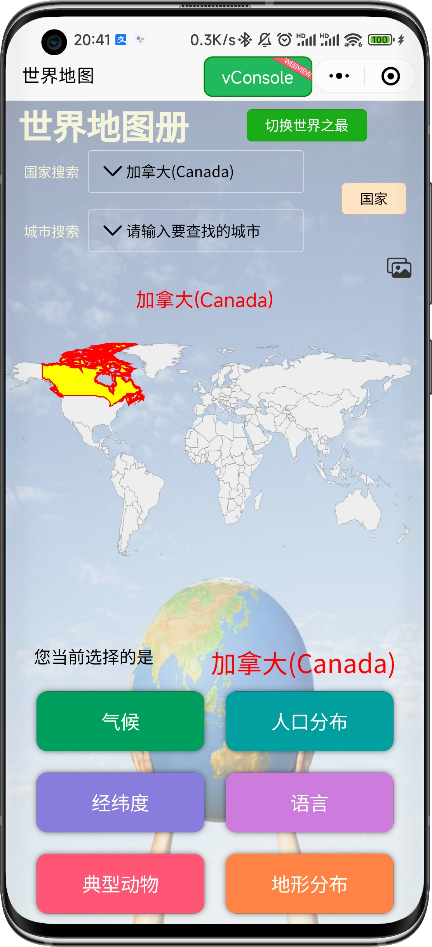 20:41 0.3K/s HD HD 100
世界地图 vConsole WEBVIEW
世界地图册 切换世界之最
国家搜索 加拿大(Canada)
国家
城市搜索 请输入要查找的城市
加拿大(Canada)
您当前选择的是 加拿大(Canada)
气候 人口分布
经纬度 语言
典型动物 地形分布